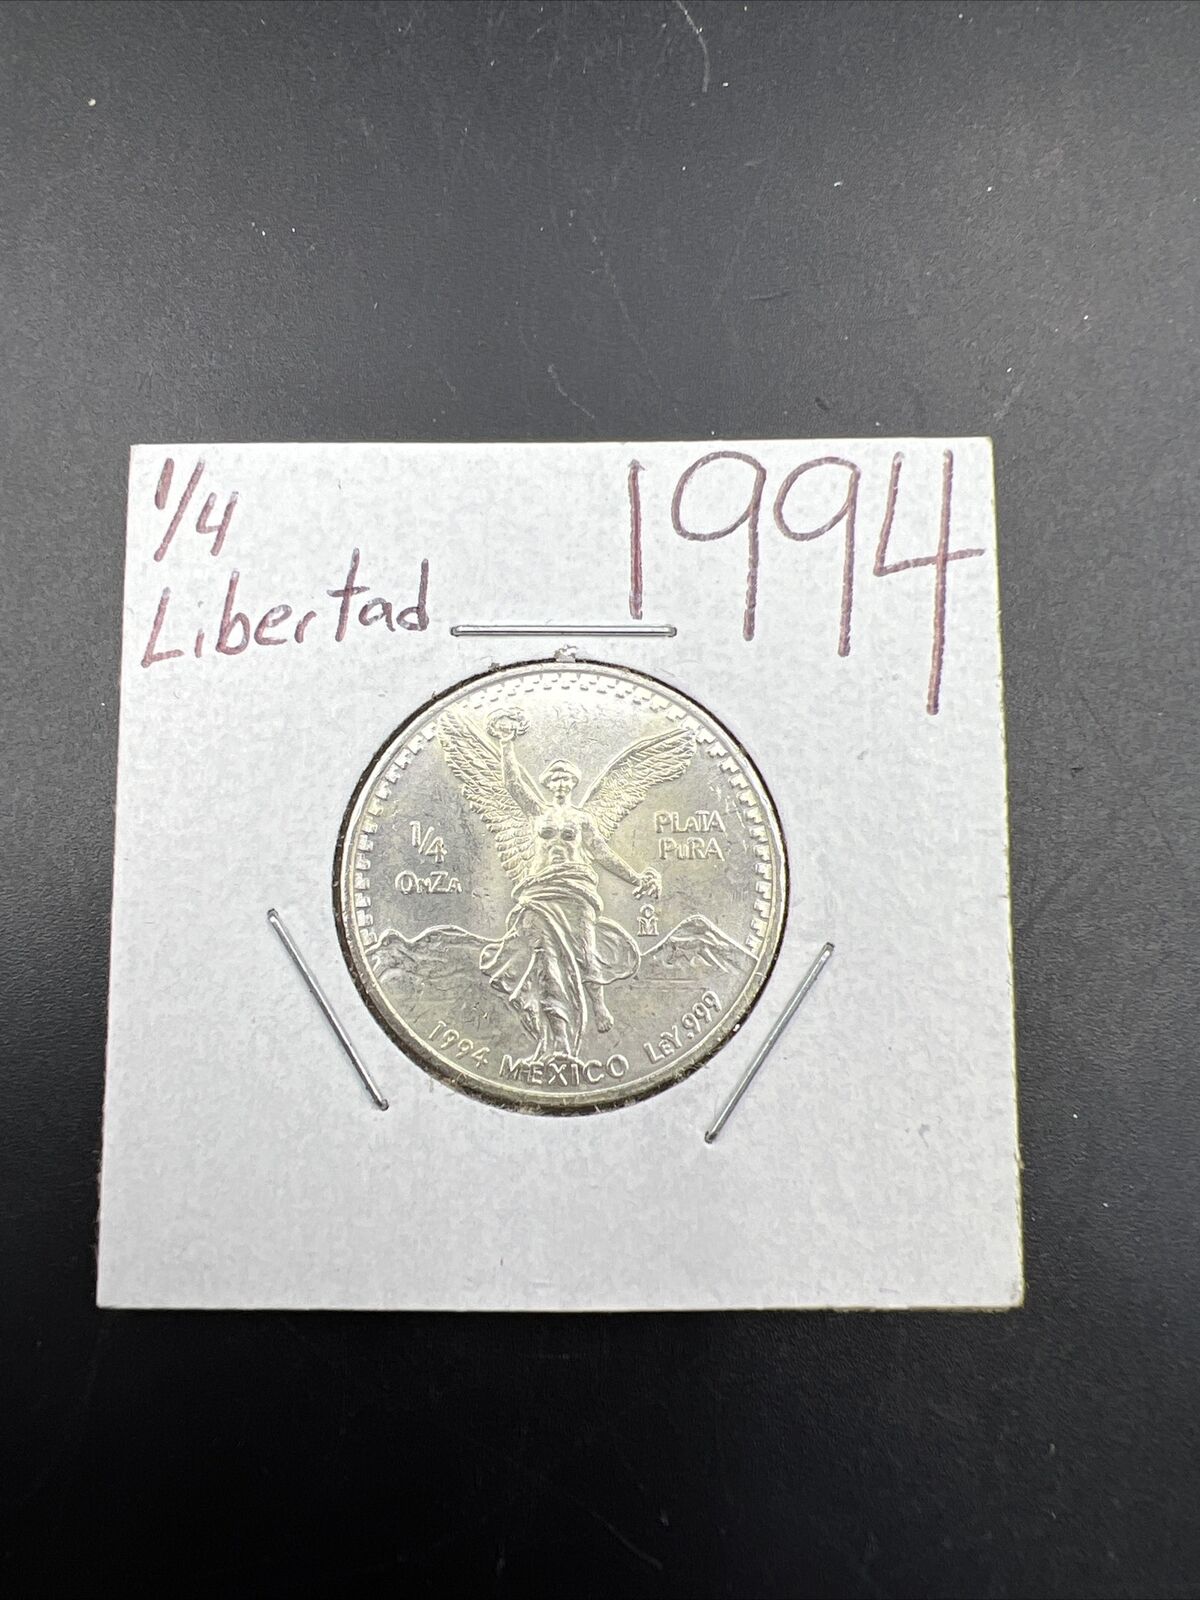 1/4
Libertad
1994
1/4
OnZA
PLATA
PuRA
Mº
1994 MEXICO LEY.999